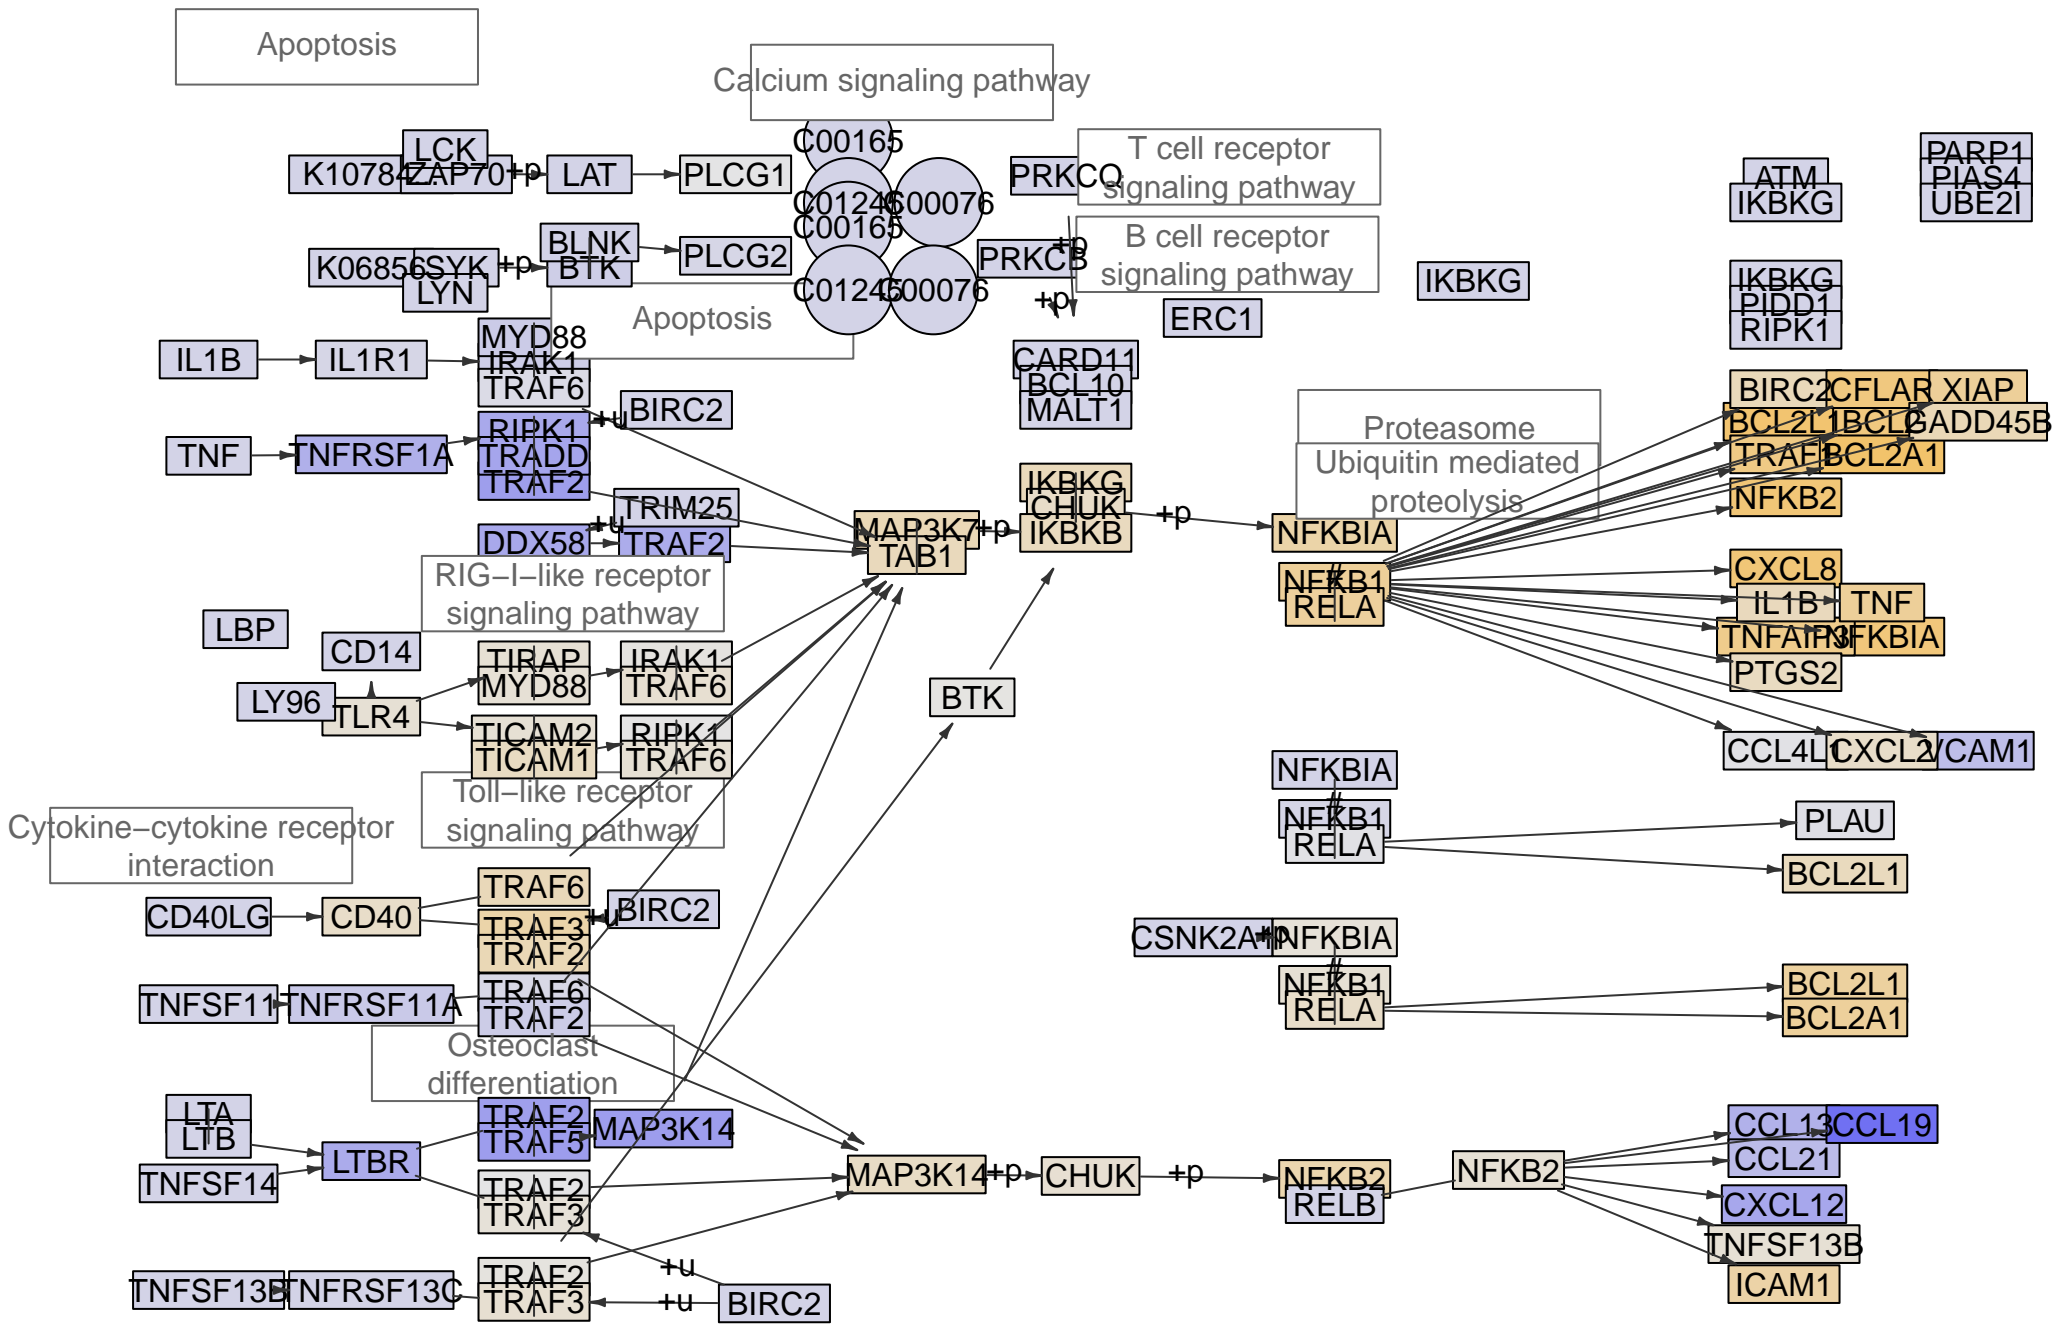 Apoptosis
Calcium signaling pathway
C00165
T cell receptor
signaling pathway
LCK
K10784
ZAP70
+p
LAT
PLCG1
PRKCQ
ATM
IKBKG
PARP1
PIAS4
UBE2I
C01246
C00076
C00165
B cell receptor
signaling pathway
BLNK
BTK
PLCG2
PRKCB
+p
K06856
SYK
+p
LYN
C01245
C00076
+p
IKBKG
IKBKG
PIDD1
RIPK1
Apoptosis
ERC1
MYD88
IRAK1
TRAF6
IL1B
IL1R1
CARD11
BCL10
MALT1
BIRC2
+u
BIRC2
CFLAR
XIAP
BCL2L1
BCL2
GADD45B
TRAF1
BCL2A1
NFKB2
Proteasome
Ubiquitin mediated
proteolysis
TNF
TNFRSF1A
RIPK1
TRADD
TRAF2
TRIM25
+u
DDX58
TRAF2
MAP3K7
TAB1
+p
IKBKG
CHUK
IKBKB
+p
NFKBIA
NFKB1
RELA
CXCL8
IL1B
TNF
TNFAIP3
NFKBIA
PTGS2
RIG−I−like receptor
signaling pathway
LBP
CD14
LY96
TLR4
TIRAP
MYD88
IRAK1
TRAF6
BTK
TICAM2
TICAM1
RIPK1
TRAF6
CCL4L1
CXCL2
VCAM1
Toll−like receptor
signaling pathway
NFKBIA
NFKB1
RELA
PLAU
BCL2L1
Cytokine−cytokine receptor
interaction
TRAF6
CD40LG
CD40
TRAF3
TRAF2
+u
BIRC2
CSNK2A1
+p
NFKBIA
NFKB1
RELA
BCL2L1
BCL2A1
TNFSF11
TNFRSF11A
TRAF6
TRAF2
Osteoclast
differentiation
LTA
LTB
TNFSF14
LTBR
TRAF2
TRAF5
MAP3K14
TRAF2
TRAF3
MAP3K14
+p
CHUK
+p
NFKB2
RELB
NFKB2
CCL13
CCL19
CCL21
CXCL12
TNFSF13B
ICAM1
TNFSF13B
TNFRSF13C
TRAF2
TRAF3
+u
+u
BIRC2